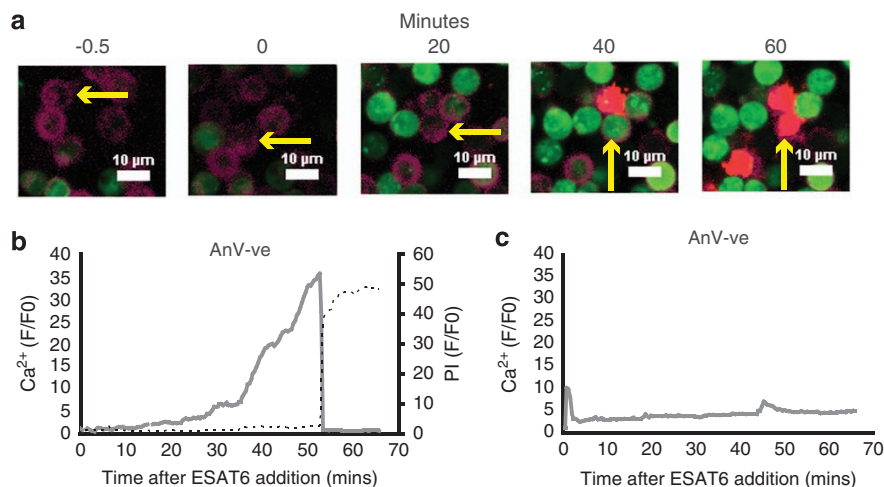 a
Minutes
-0.5 0 20 40 60
10 µm 10 µm 10 µm 10 µm 10 µm
b
AnV-ve
Ca²⁺ (F/F0)
40
35
30
25
20
15
10
5
0
PI (F/F0)
60
50
40
30
20
10
0
0 10 20 30 40 50 60 70
Time after ESAT6 addition (mins)
c
AnV-ve
Ca²⁺ (F/F0)
40
35
30
25
20
15
10
5
0
0 10 20 30 40 50 60 70
Time after ESAT6 addition (mins)